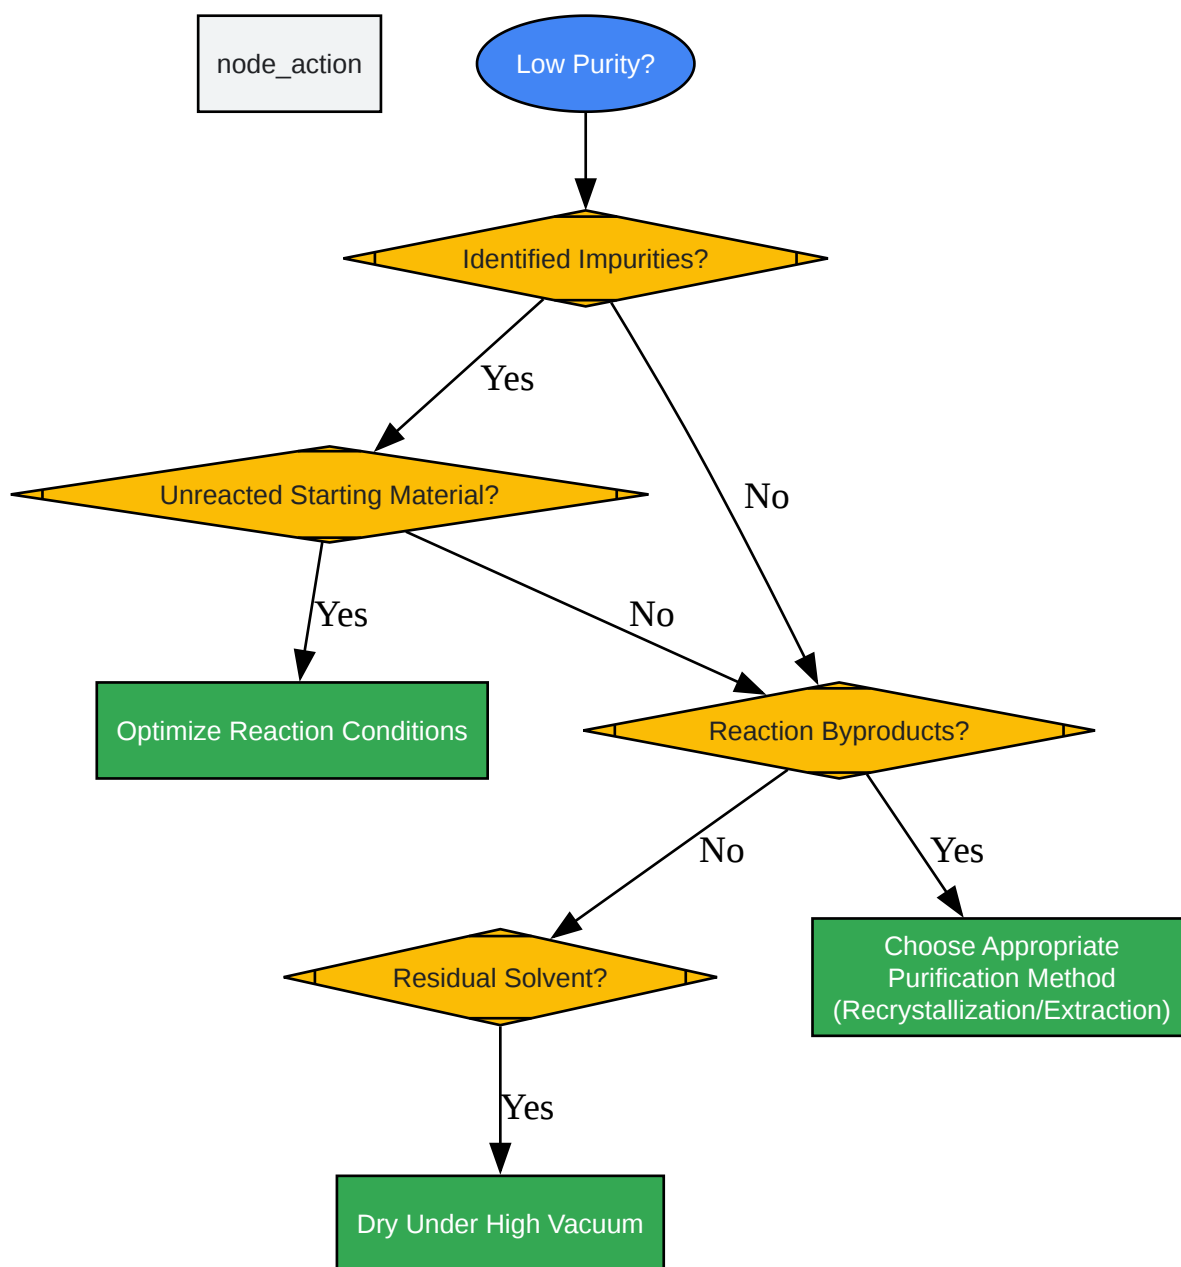 node_action
Low Purity?
Identified Impurities?
Yes
Unreacted Starting Material?
No
Yes
No
Optimize Reaction Conditions
Reaction Byproducts?
No
Yes
Choose Appropriate
Purification Method
(Recrystallization/Extraction)
Residual Solvent?
Yes
Dry Under High Vacuum